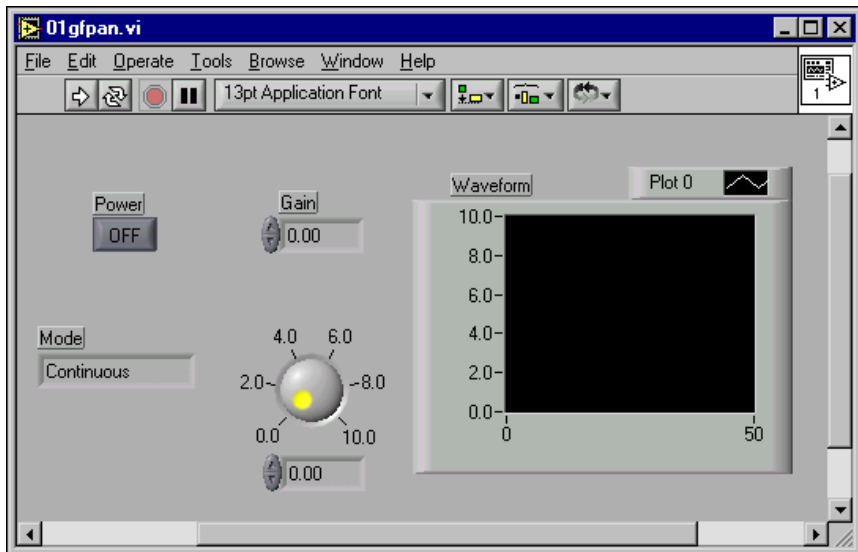 01gfpan.vi
File Edit Operate Tools Browse Window Help
13pt Application Font
1
Power
OFF
Gain
0.00
Waveform
Plot 0
10.0
8.0
6.0
4.0
2.0
0.0
0
50
Mode
Continuous
4.0
6.0
2.0
8.0
0.0
10.0
0.00